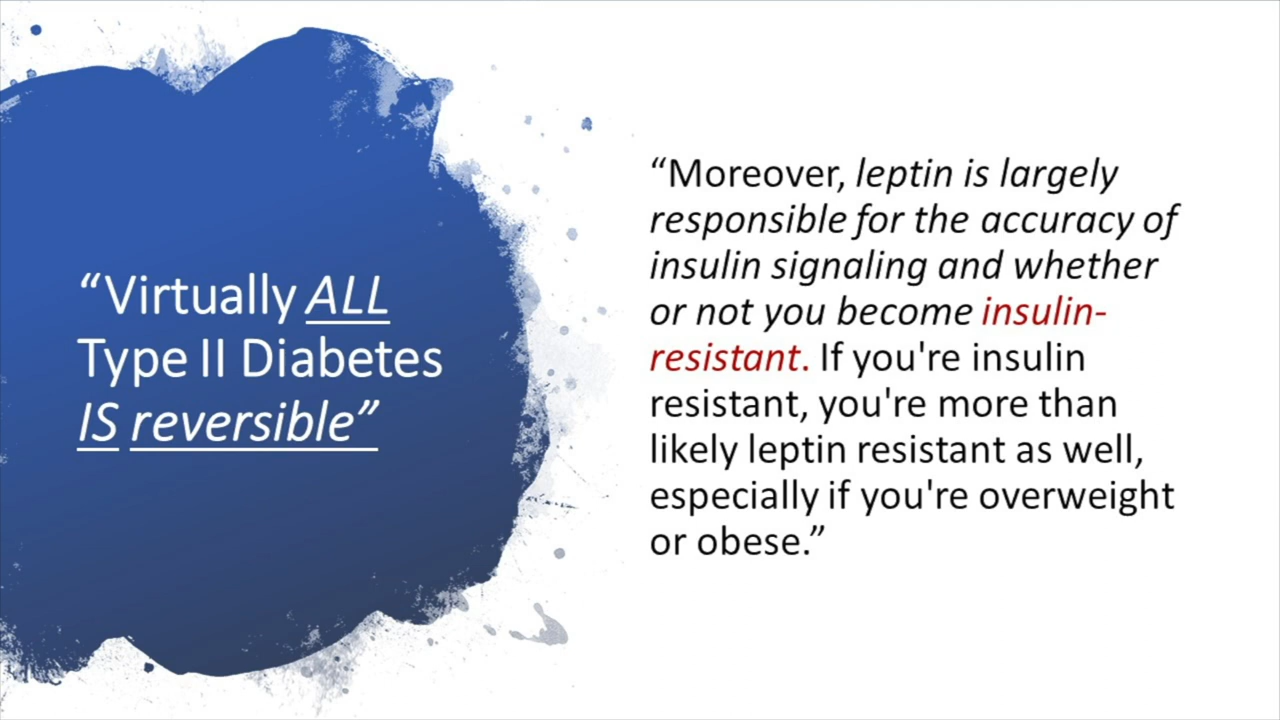 “Virtually ALL
Type II Diabetes
IS reversible”
“Moreover, leptin is largely
responsible for the accuracy of
insulin signaling and whether
or not you become insulin-
resistant. If you're insulin
resistant, you're more than
likely leptin resistant as well,
especially if you're overweight
or obese.”